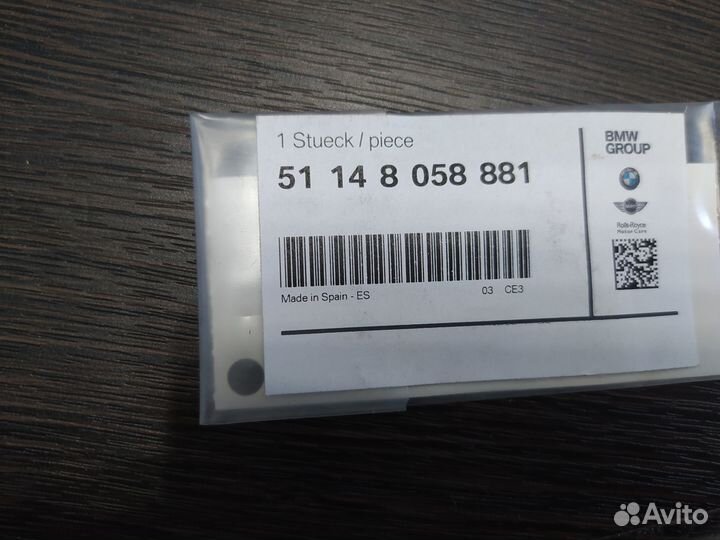 1 Stueck / piece
51 14 8 058 881
Made in Spain - ES
03 CE3
BMW
GROUP
Rolls-Royce
Motor Cars
Avito